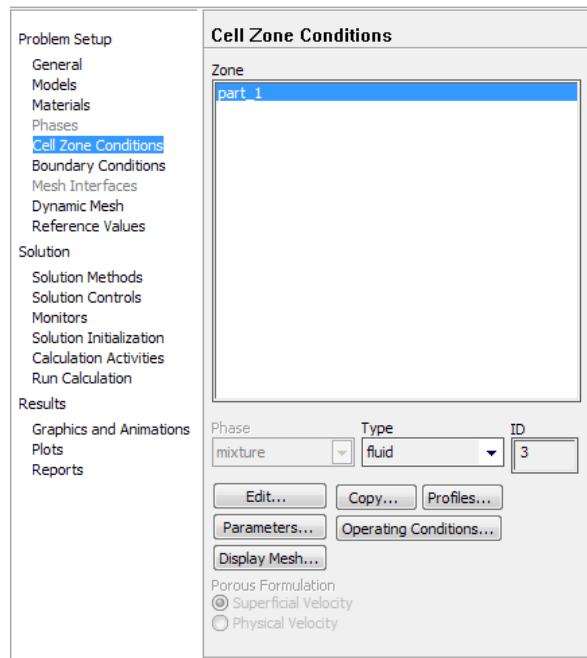 Problem Setup
General
Models
Materials
Phases
Cell Zone Conditions
Boundary Conditions
Mesh Interfaces
Dynamic Mesh
Reference Values
Solution
Solution Methods
Solution Controls
Monitors
Solution Initialization
Calculation Activities
Run Calculation
Results
Graphics and Animations
Plots
Reports
Cell Zone Conditions
Zone
part_1
Phase Type ID
mixture fluid 3
Edit... Copy... Profiles...
Parameters... Operating Conditions...
Display Mesh...
Porous Formulation
Superficial Velocity
Physical Velocity